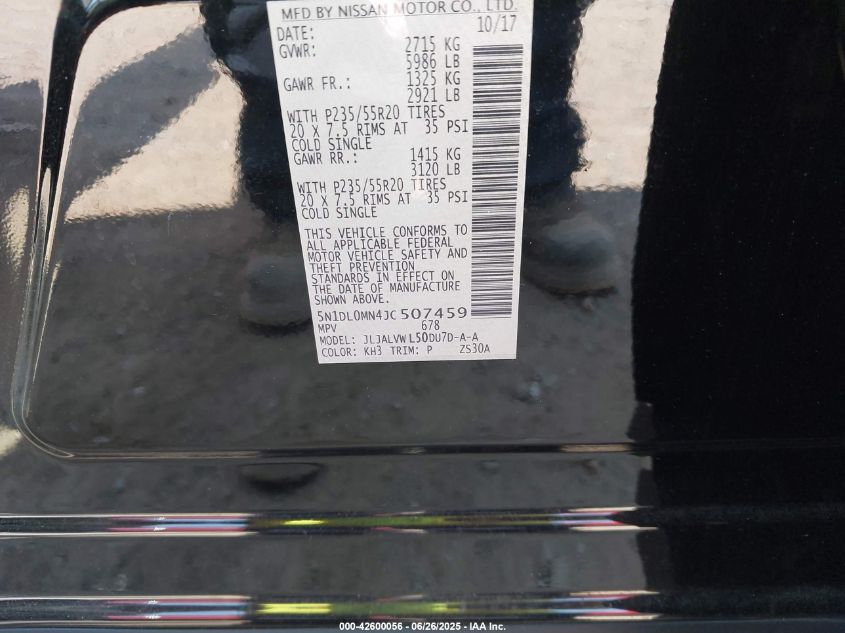 MFD BY NISSAN MOTOR CO., LTD.
DATE: 10/17
GVWR: 2715 KG
5986 LB
GAWR FR.: 1325 KG
2921 LB
WITH P235/55R20 TIRES
20 X 7.5 RIMS AT 35 PSI
COLD SINGLE
GAWR RR.: 1415 KG
3120 LB
WITH P235/55R20 TIRES
20 X 7.5 RIMS AT 35 PSI
COLD SINGLE
THIS VEHICLE CONFORMS TO
ALL APPLICABLE FEDERAL
MOTOR VEHICLE SAFETY AND
THEFT PREVENTION
STANDARDS IN EFFECT ON
THE DATE OF MANUFACTURE
SHOWN ABOVE.
5N1DL0MN4JC507459
MPV 678
MODEL: JLJALVWL50DU7D-A-A
COLOR: KH3 TRIM: P ZS30A
000-42600056 - 06/26/2025 - IAA Inc.